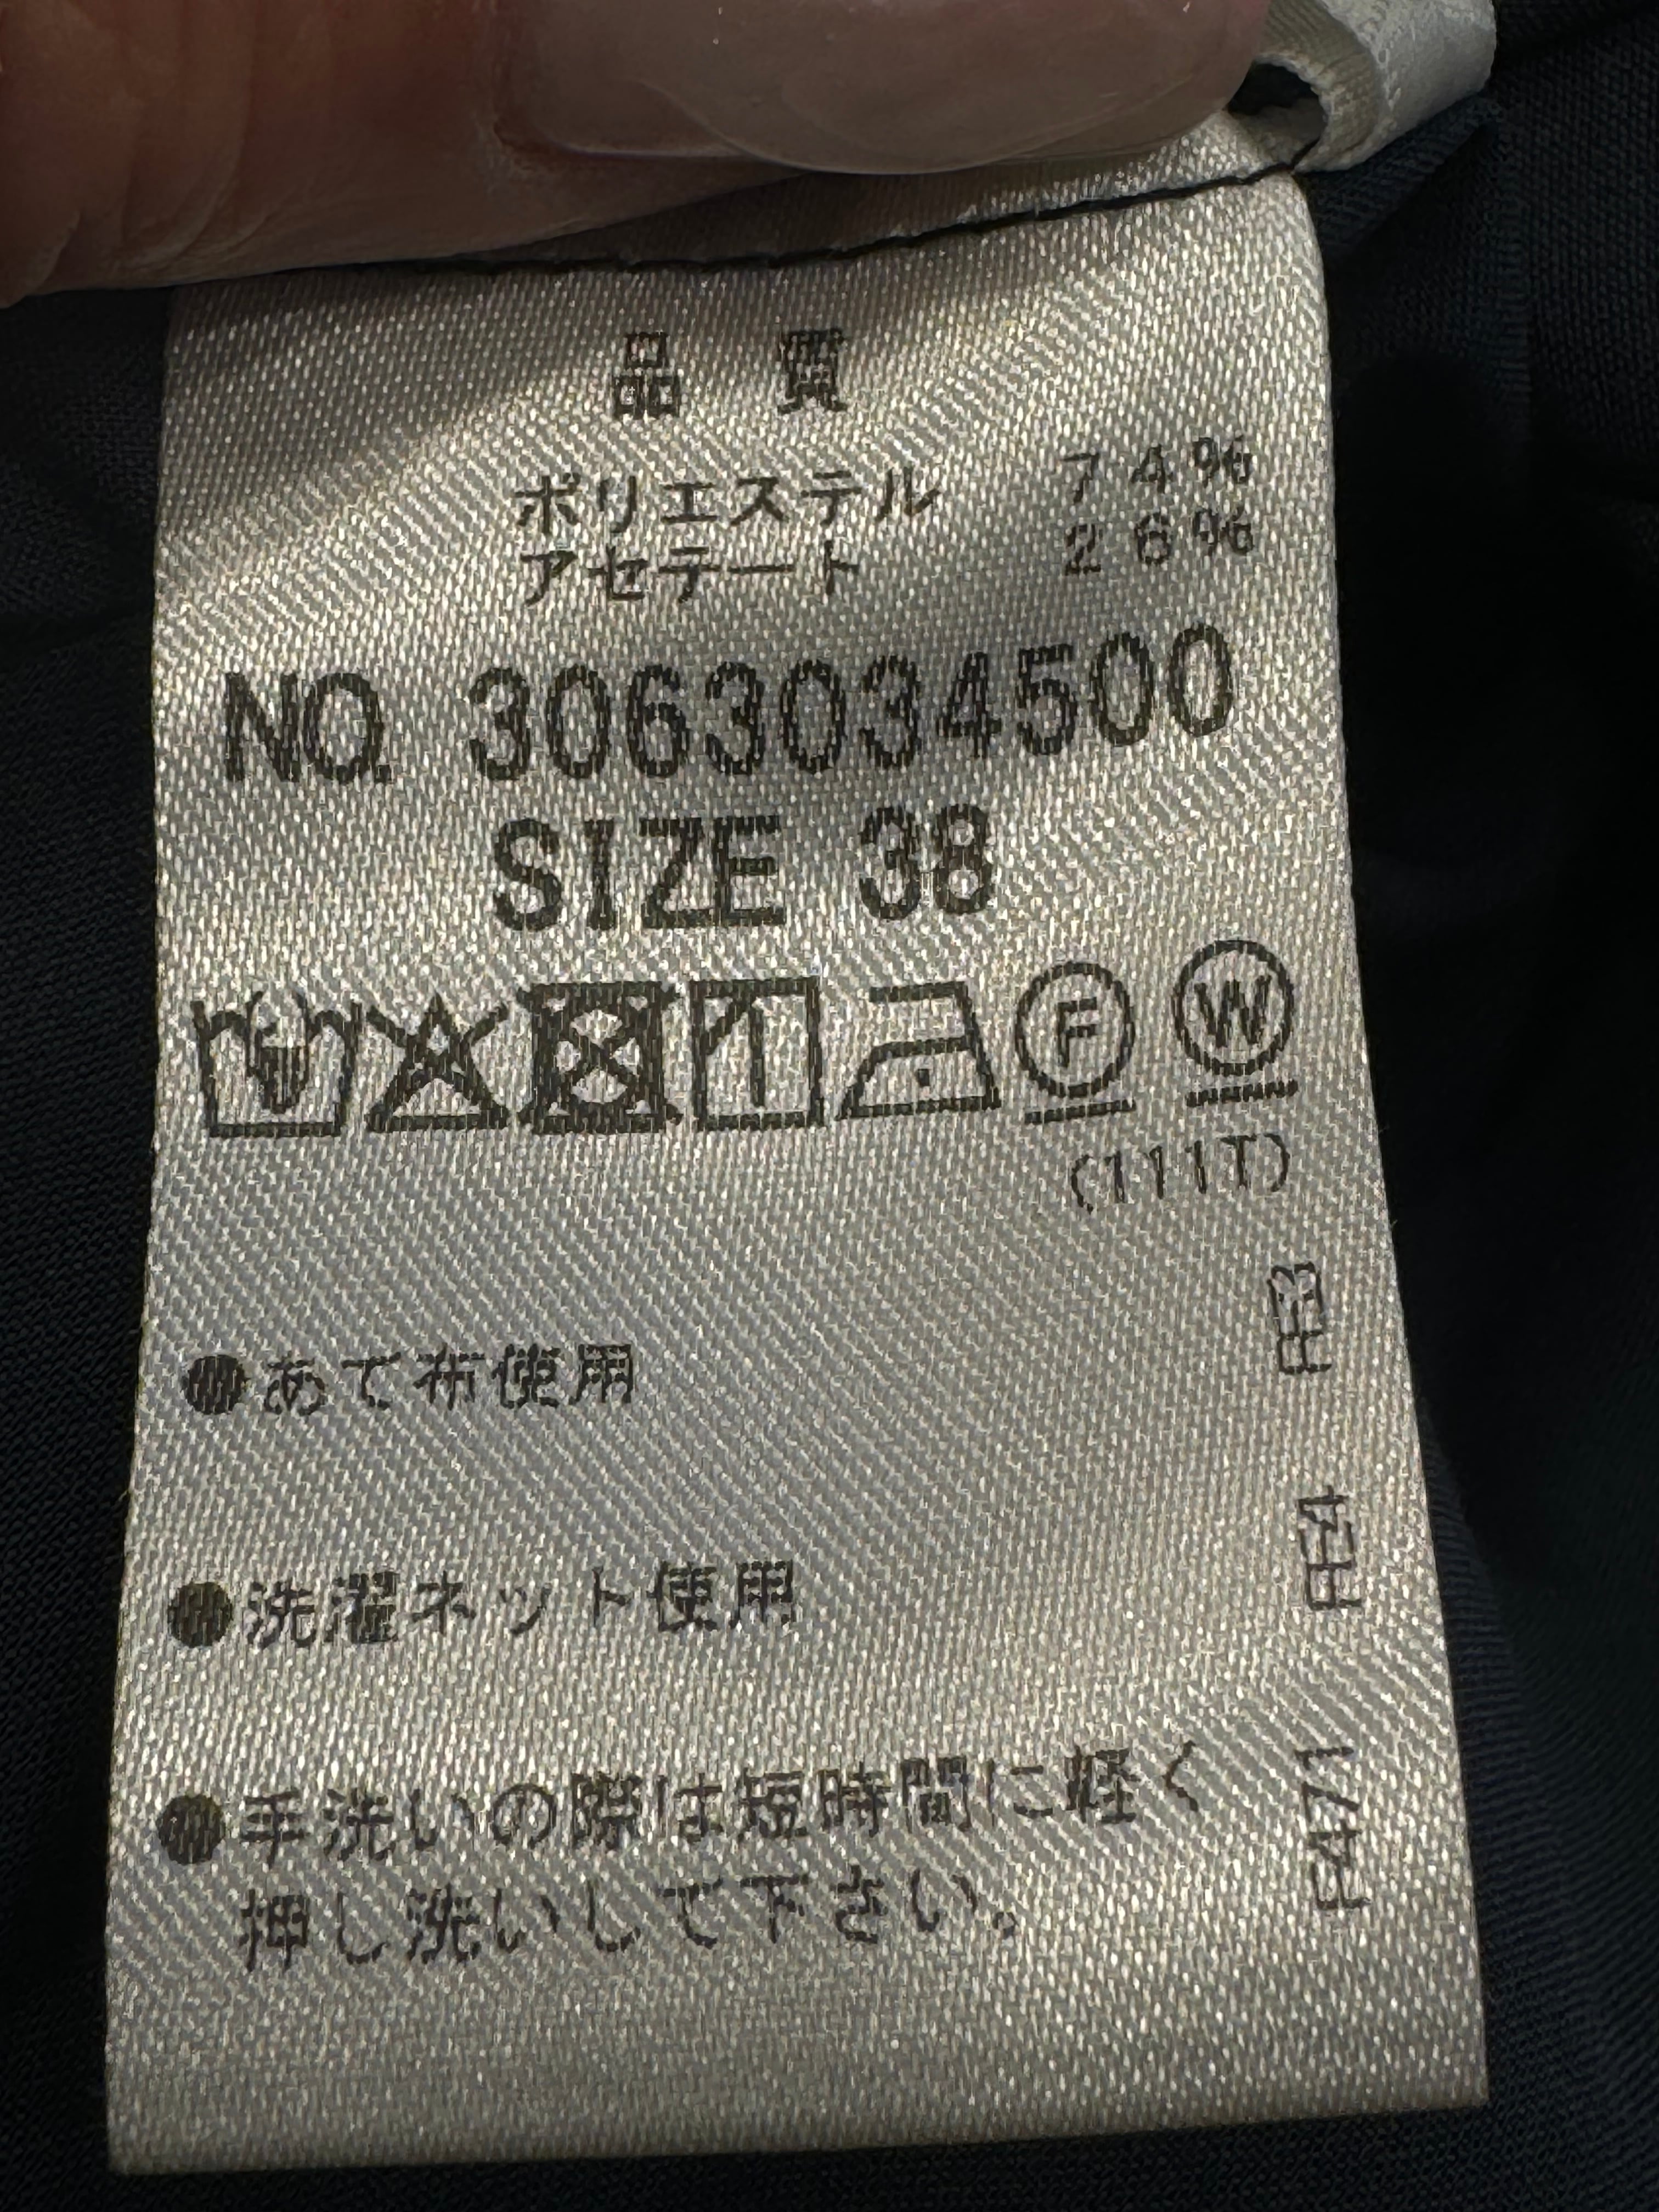 品 質
ポリエステル 74%
アセテート 26%
NO. 3063034500
SIZE 38
F W
(111T)
●あて布使用
●洗濯ネット使用
●手洗いの際は短時間に軽く
押し洗いして下さい。
F471